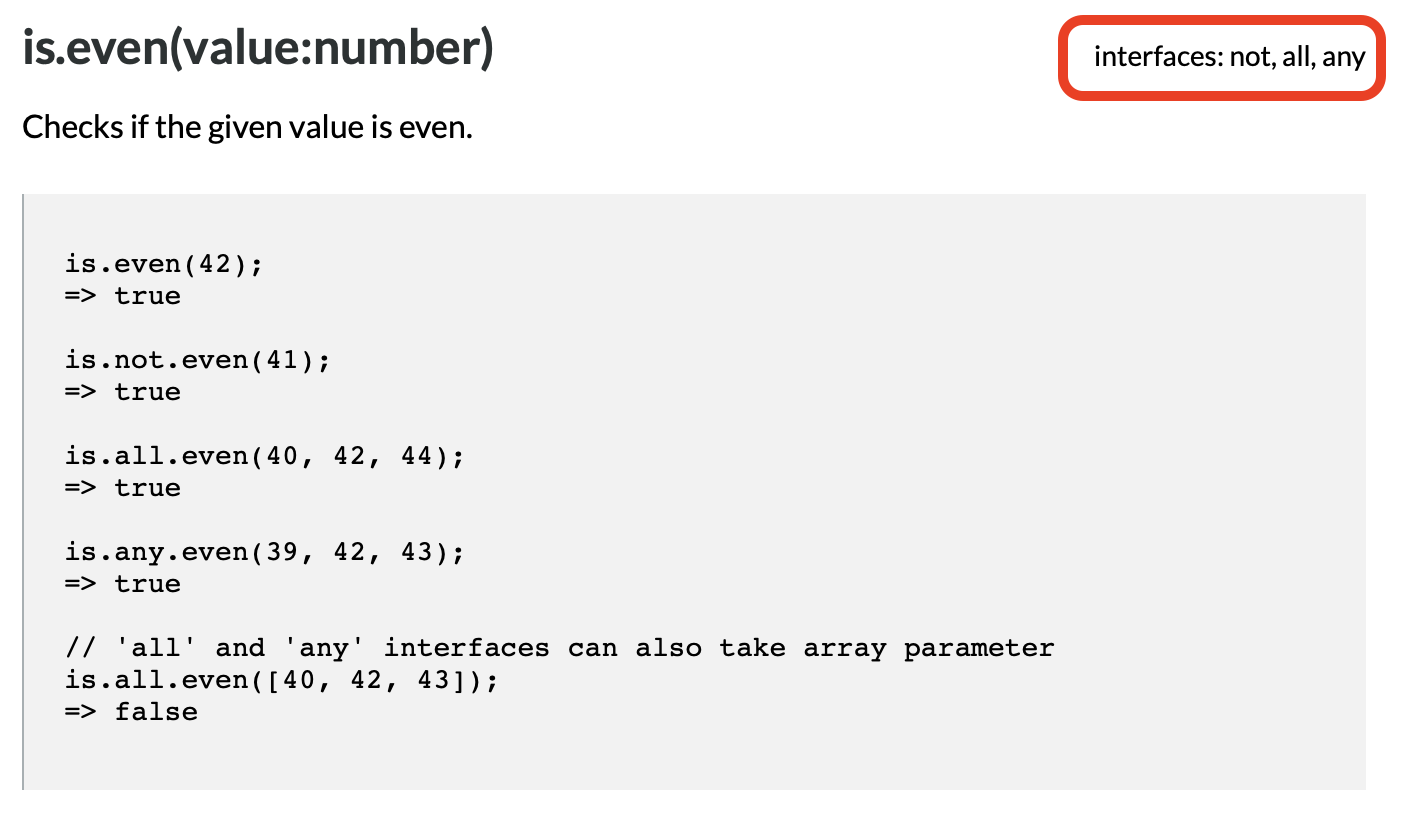 is.even(value:number)
interfaces: not, all, any
Checks if the given value is even.
is.even(42);
=> true
is.not.even(41);
=> true
is.all.even(40, 42, 44);
=> true
is.any.even(39, 42, 43);
=> true
// 'all' and 'any' interfaces can also take array parameter
is.all.even([40, 42, 43]);
=> false